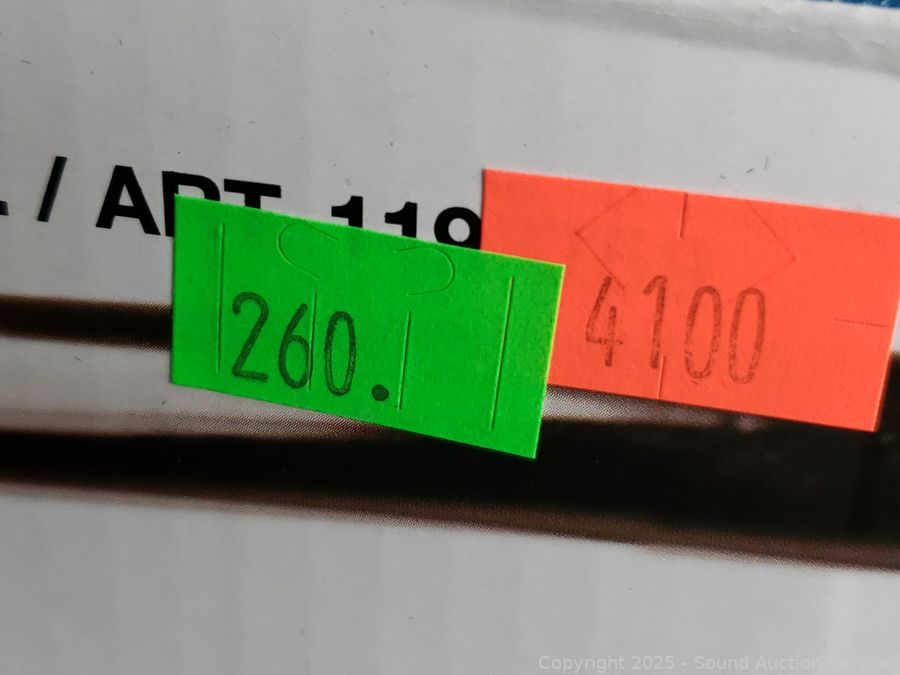 . / ART. 119
260.
4100
Copyright 2025 - Sound Auction Service